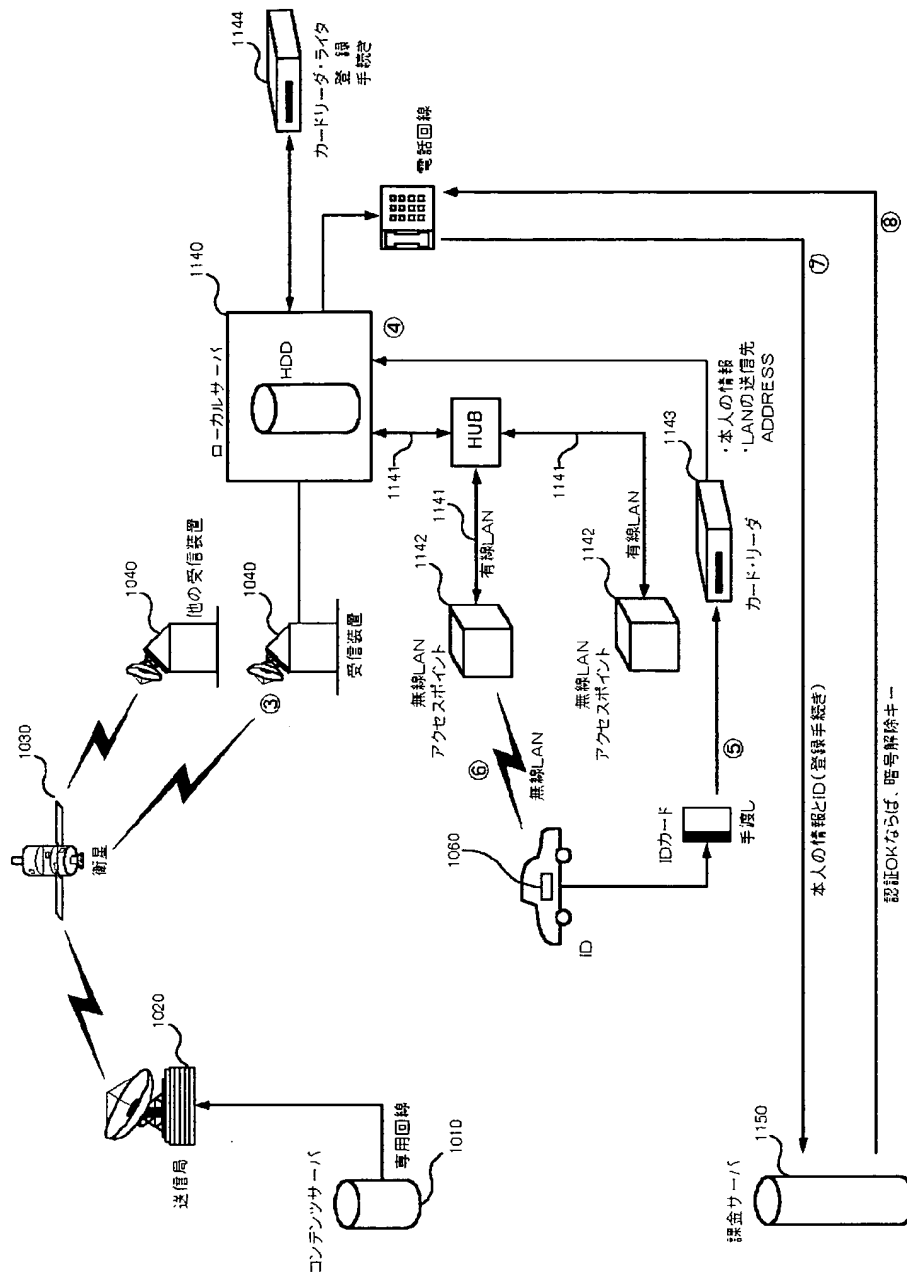 コンテンツサーバ
1010
専用回線
送信局
1020
衛星
1030
1040
他の受信装置
③
1040
受信装置
ローカルサーバ
1140
HDD
④
1144
カードリーダ・ライタ
登録
手続き
電話回線
1141
HUB
1141
有線LAN
1141
有線LAN
1142
無線LAN
アクセスポイント
1142
無線LAN
アクセスポイント
⑥
無線LAN
1060
ID
IDカード
手渡し
⑤
1143
カード・リーダ
・本人の情報
・LANの送信先
ADDRESS
⑦
本人の情報とID(登録手続き)
⑧
認証OKならば、暗号解除キー
課金サーバ
1150